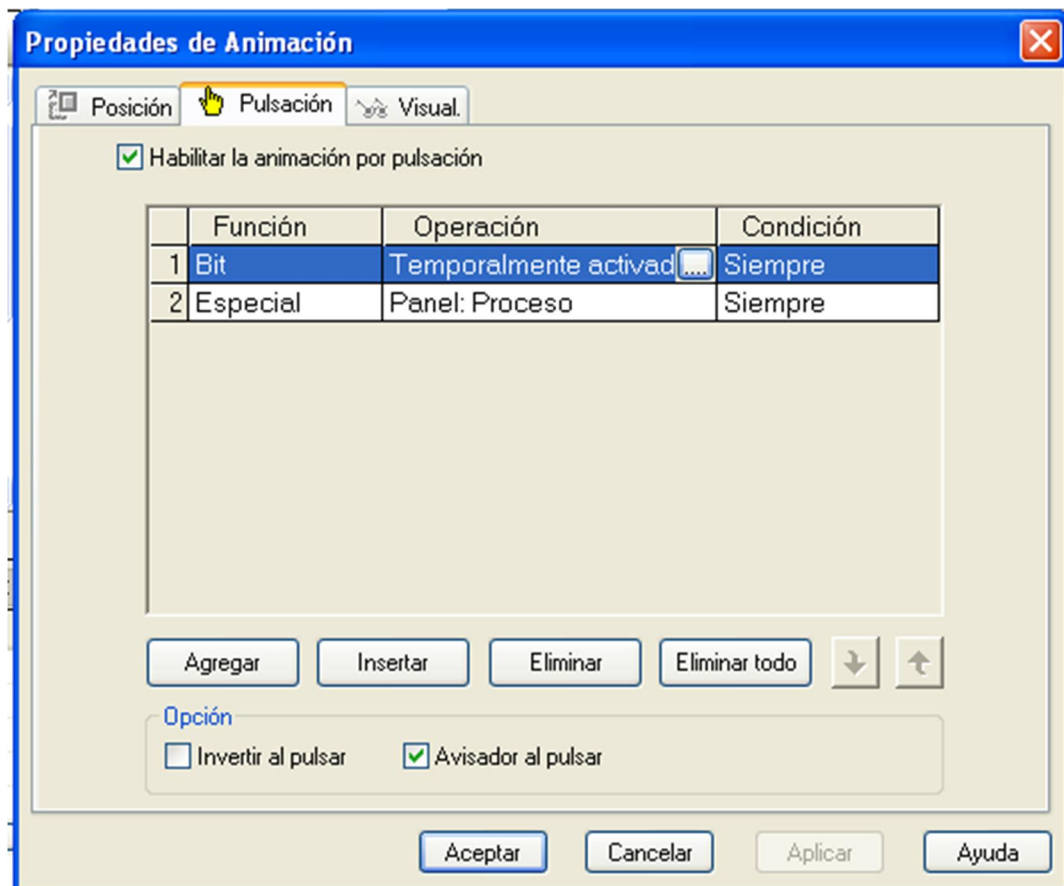 Propiedades de Animación
Posición Pulsación Visual.
Habilitar la animación por pulsación
Función Operación Condición
1 Bit Temporalmente activad .... Siempre
2 Especial Panel: Proceso Siempre
Agregar Insertar Eliminar Eliminar todo
Opción
Invertir al pulsar Avisador al pulsar
Aceptar Cancelar Aplicar Ayuda